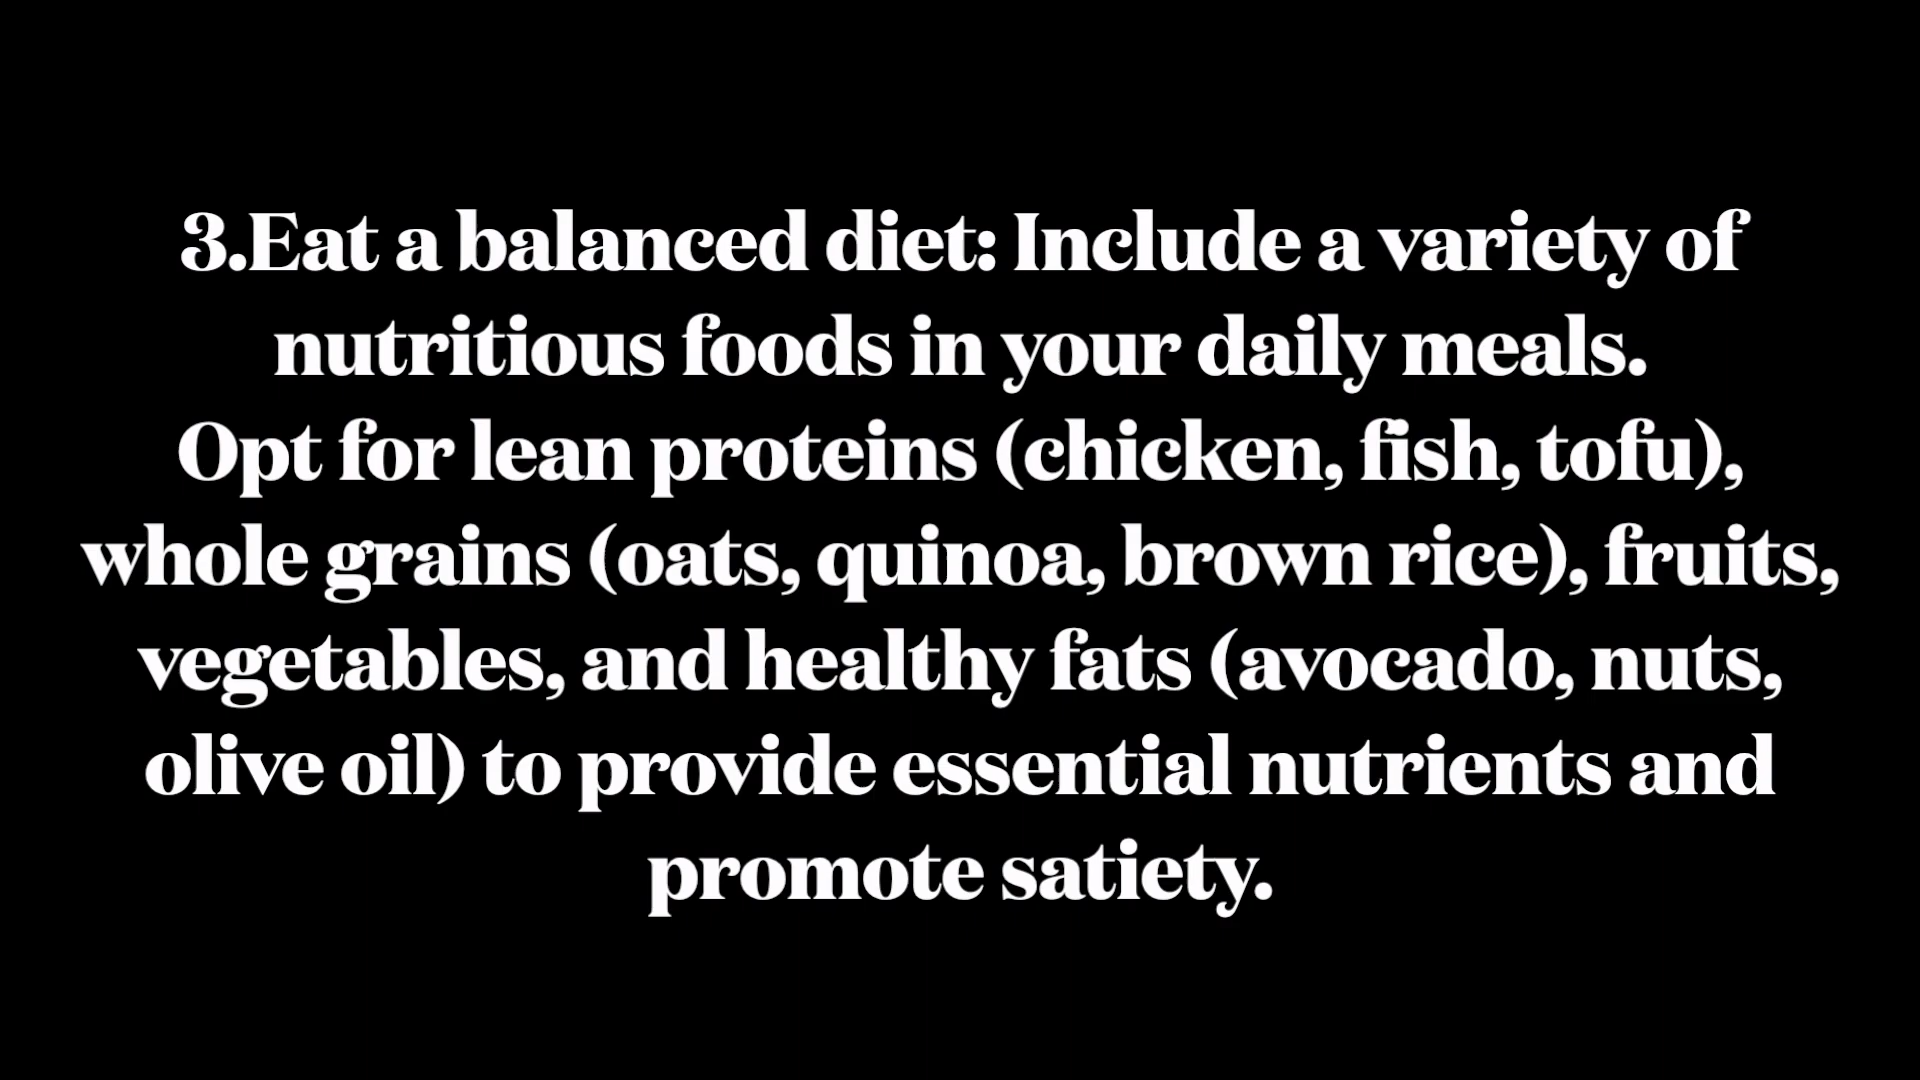 3.Eat a balanced diet: Include a variety of
nutritious foods in your daily meals.
Opt for lean proteins (chicken, fish, tofu),
whole grains (oats, quinoa, brown rice), fruits,
vegetables, and healthy fats (avocado, nuts,
olive oil) to provide essential nutrients and
promote satiety.